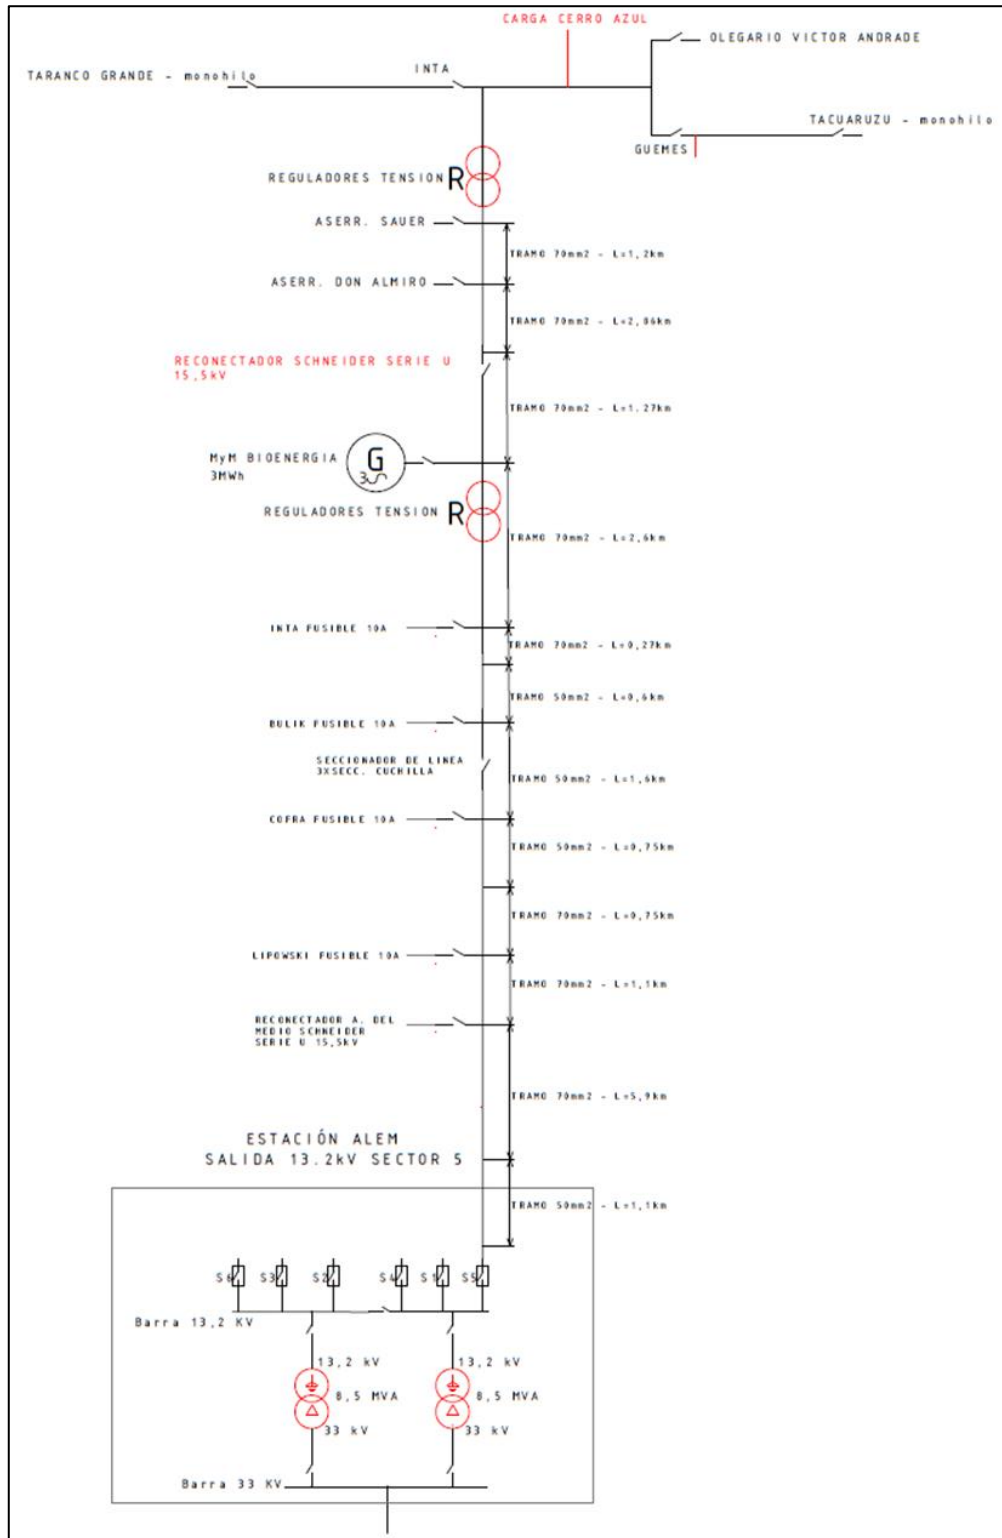 CARGA CERRO AZUL
OLEGARIO VICTOR ANDRADE
INTA
TARANCO GRANDE - monohilo
TACUARUZU - monohilo
GUEMES
REGULADORES TENSION R
ASERR. SAUER
TRAMO 70mm2 - L=1,2km
ASERR. DON ALMIRO
TRAMO 70mm2 - L=2,06km
RECONECTADOR SCHNEIDER SERIE U
15,5kV
TRAMO 70mm2 - L=1.27km
MyM BIOENERGIA
3MWh
G
3
REGULADORES TENSION R
TRAMO 70mm2 - L=2,6km
INTA FUSIBLE 10A
TRAMO 70mm2 - L=0,27km
TRAMO 50mm2 - L=0,6km
BULIK FUSIBLE 10A
SECCIONADOR DE LINEA
3XSECC. CUCHILLA
TRAMO 50mm2 - L=1,6km
COFRA FUSIBLE 10A
TRAMO 50mm2 - L=0,75km
TRAMO 70mm2 - L=0,75km
LIPOWSKI FUSIBLE 10A
TRAMO 70mm2 - L=1,1km
RECONECTADOR A. DEL
MEDIO SCHNEIDER
SERIE U 15,5kV
TRAMO 70mm2 - L=5,9km
ESTACIÓN ALEM
SALIDA 13.2kV SECTOR 5
TRAMO 50mm2 - L=1,1km
S6 S3 S2 S4 S1 S5
Barra 13,2 KV
13,2 kV 13,2 kV
8,5 MVA 8,5 MVA
33 kV 33 kV
Barra 33 KV